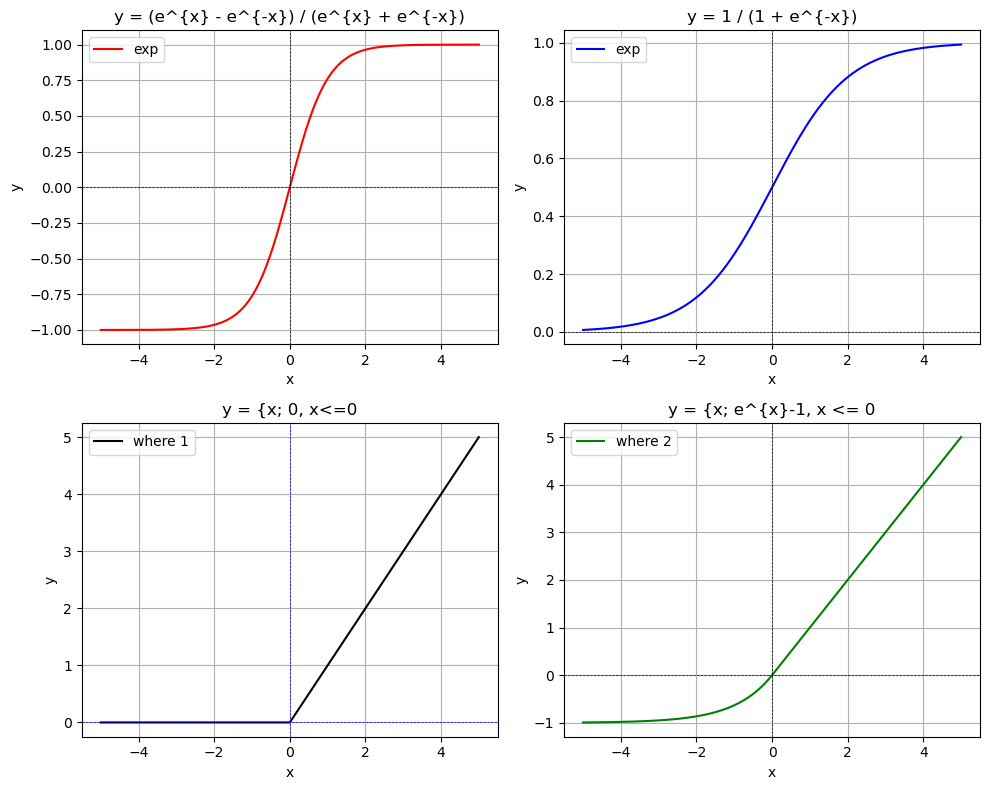 y = (e^{x} - e^{-x}) / (e^{x} + e^{-x})
exp
1.00
0.75
0.50
0.25
0.00
−0.25
−0.50
−0.75
−1.00
y
−4 −2 0 2 4
x
y = 1 / (1 + e^{-x})
exp
1.0
0.8
0.6
0.4
0.2
0.0
y
−4 −2 0 2 4
x
y = {x; 0, x<=0
where 1
5
4
3
2
1
0
y
−4 −2 0 2 4
x
y = {x; e^{x}-1, x <= 0
where 2
5
4
3
2
1
0
−1
y
−4 −2 0 2 4
x